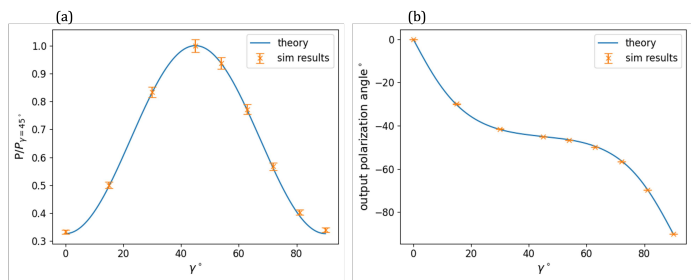 (a)
1.0
0.9
0.8
0.7
0.6
0.5
0.4
0.3
P/P_{γ=45°}
0 20 40 60 80
γ°
theory
sim results
(b)
0
−20
−40
−60
−80
output polarization angle°
0 20 40 60 80
γ°
theory
sim results